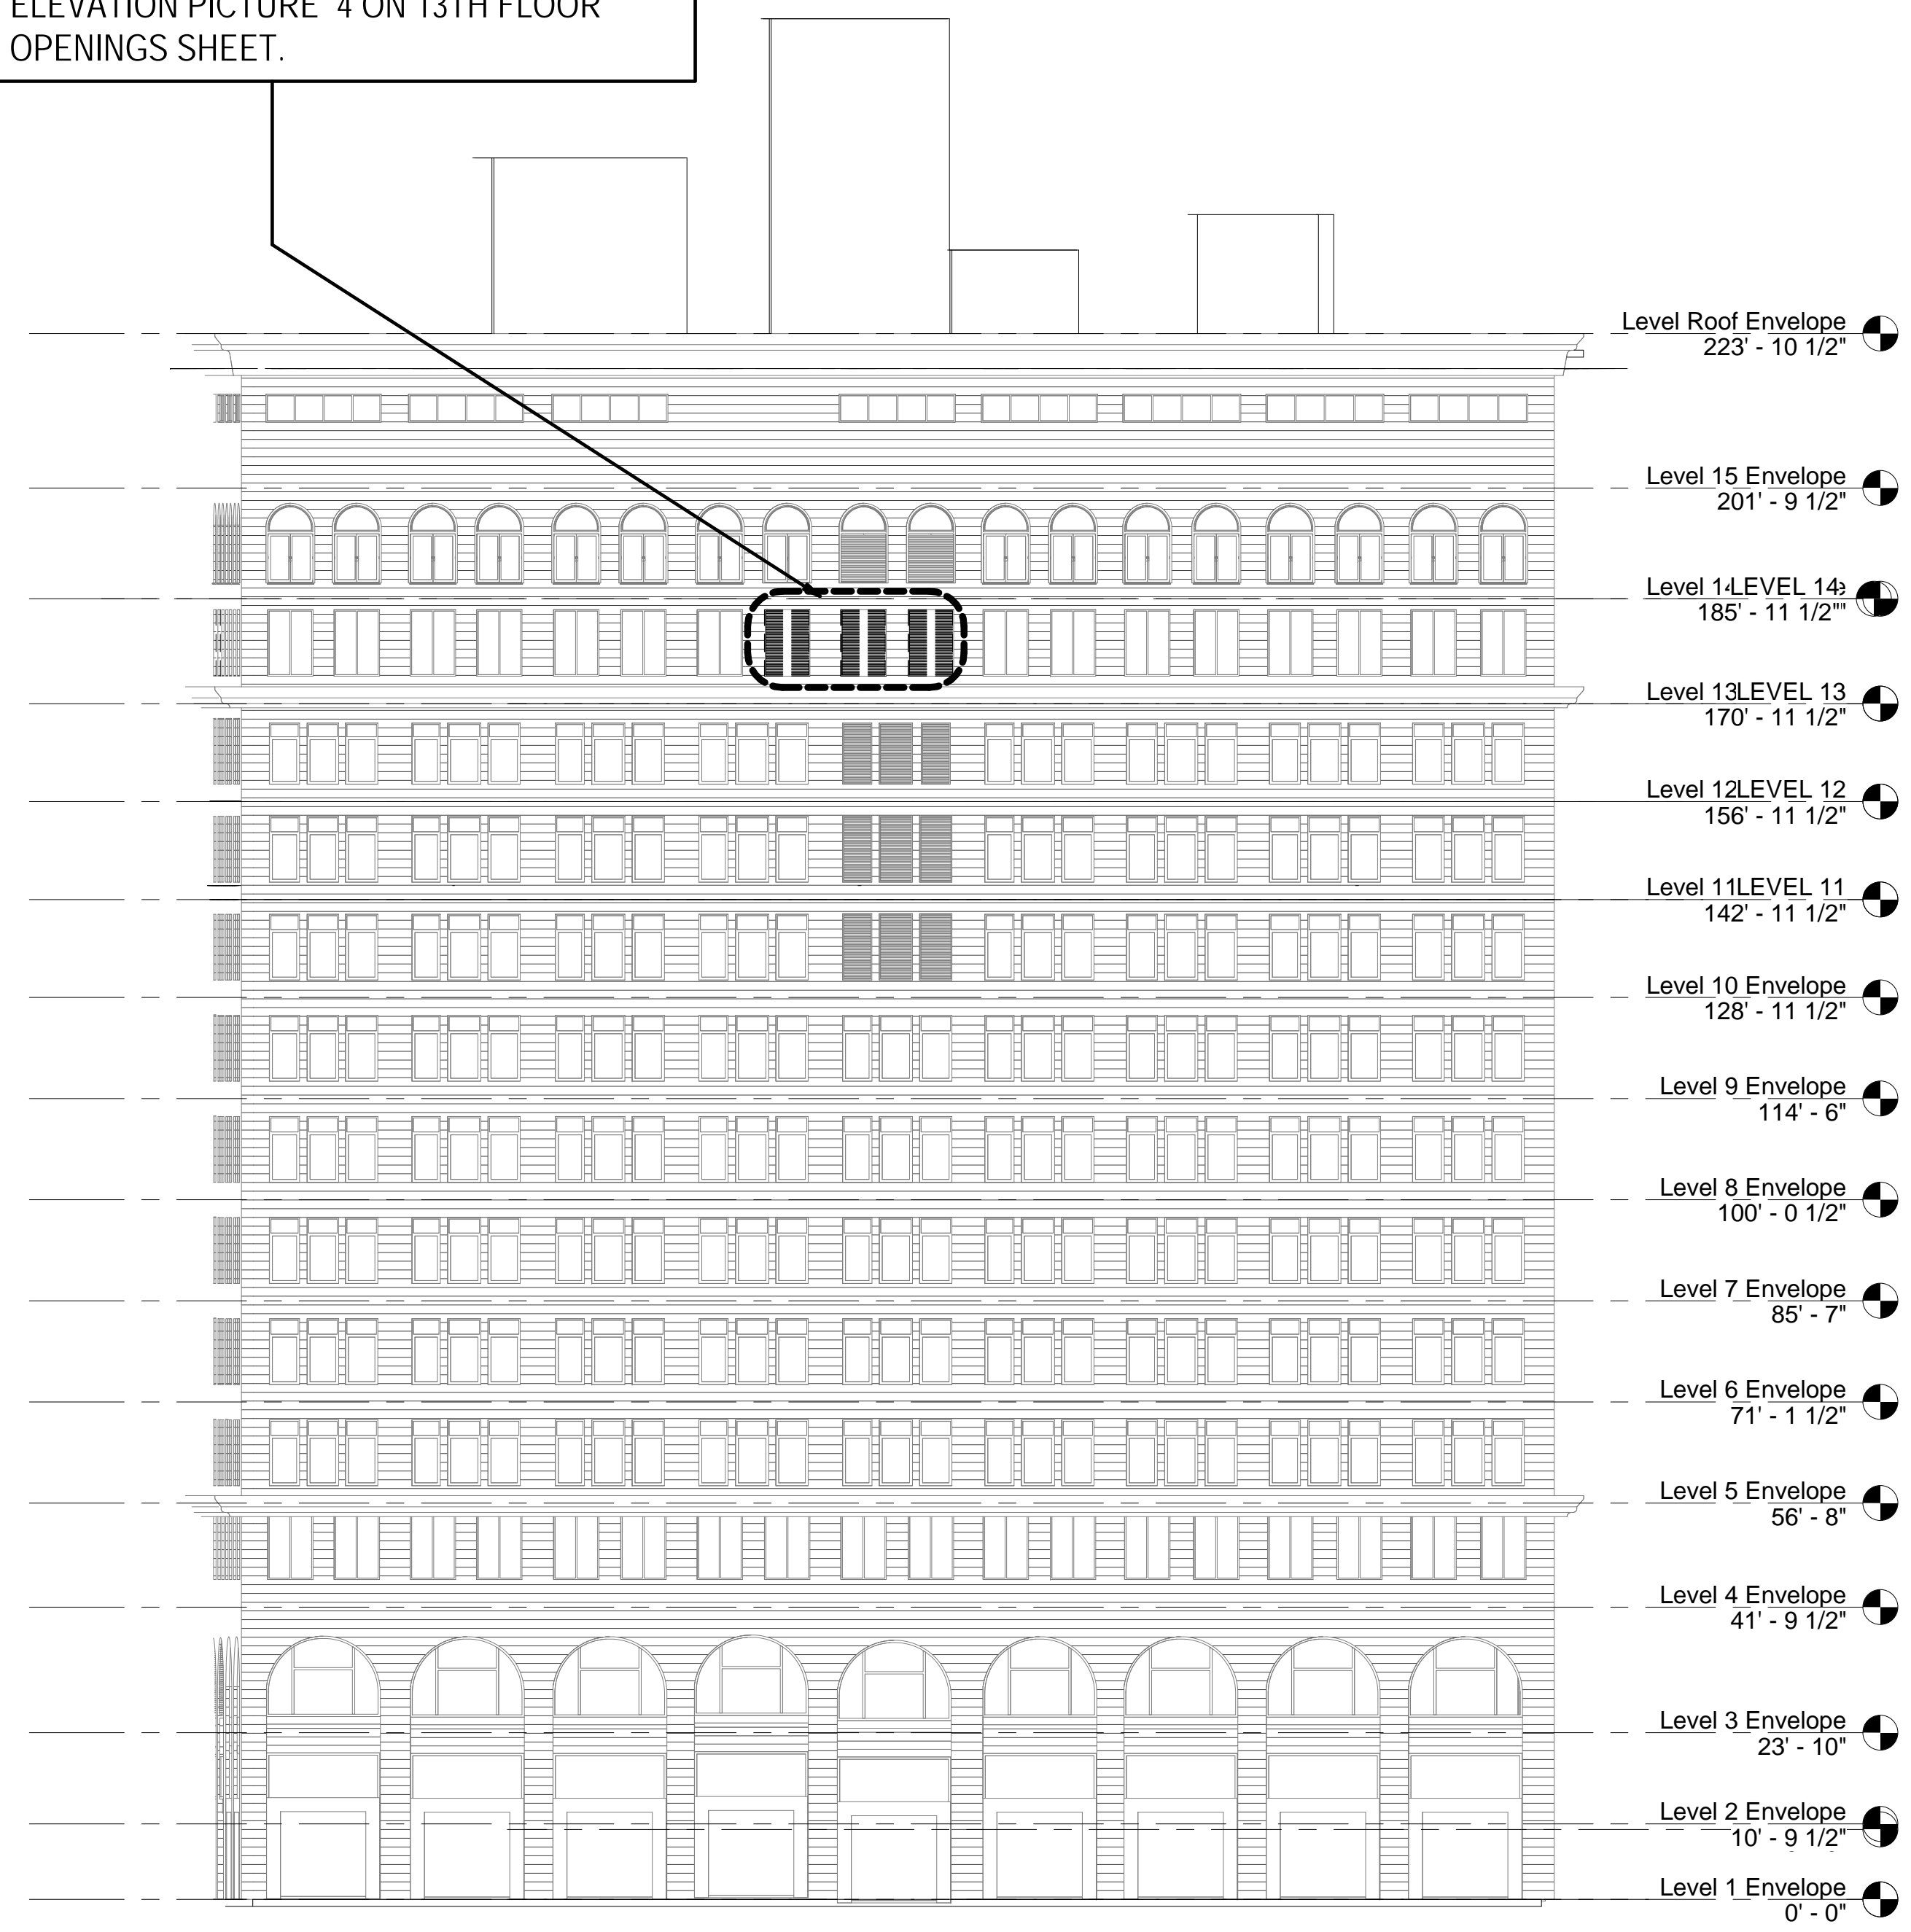 ELEVATION PICTURE 4 ON 13TH FLOOR
OPENINGS SHEET.
Level Roof Envelope
223' - 10 1/2"
Level 15 Envelope
201' - 9 1/2"
LEVEL 14
185' - 11 1/2"
Level 13LEVEL 13
170' - 11 1/2"
Level 12LEVEL 12
156' - 11 1/2"
Level 11LEVEL 11
142' - 11 1/2"
Level 10 Envelope
128' - 11 1/2"
Level 9 Envelope
114' - 6"
Level 8 Envelope
100' - 0 1/2"
Level 7 Envelope
85' - 7"
Level 6 Envelope
71' - 1 1/2"
Level 5 Envelope
56' - 8"
Level 4 Envelope
41' - 9 1/2"
Level 3 Envelope
23' - 10"
Level 2 Envelope
10' - 9 1/2"
Level 1 Envelope
0' - 0"